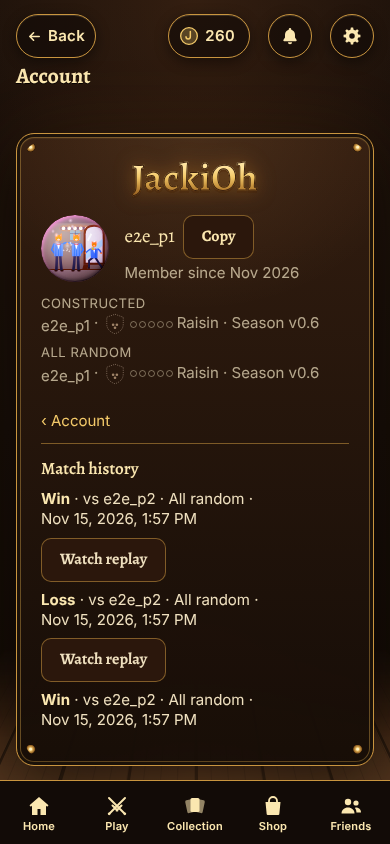 ← Back
J 260
Account
JackiOh
e2e_p1 Copy
Member since Nov 2026
CONSTRUCTED
e2e_p1 · Raisin · Season v0.6
ALL RANDOM
e2e_p1 · Raisin · Season v0.6
‹ Account
Match history
Win · vs e2e_p2 · All random ·
Nov 15, 2026, 1:57 PM
Watch replay
Loss · vs e2e_p2 · All random ·
Nov 15, 2026, 1:57 PM
Watch replay
Win · vs e2e_p2 · All random ·
Nov 15, 2026, 1:57 PM
Home Play Collection Shop Friends